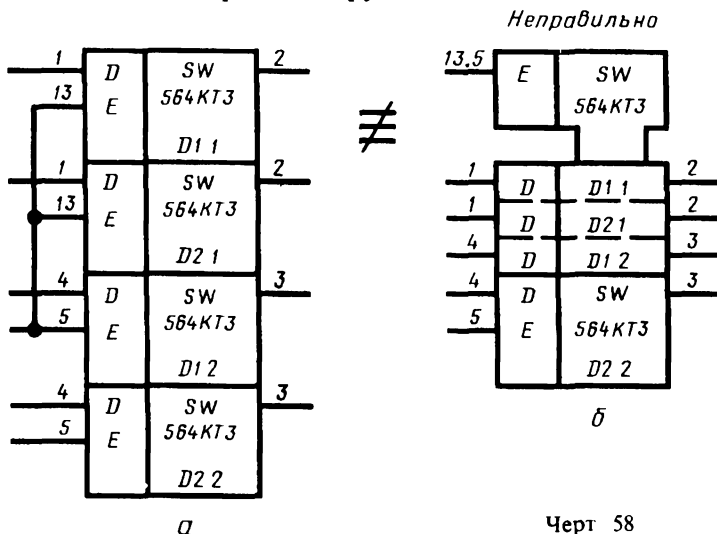 Неправильно
1 D SW 2
13 E 564КТ3
D1 1
1 D SW 2
13 E 564КТ3
D2 1
4 D SW 3
5 E 564КТ3
D1 2
4 D SW 3
5 E 564КТ3
D2 2
а
≢
13,5 E SW
564КТ3
1 D D1 1 2
1 D D2 1 2
4 D D1 2 3
4 D SW 3
5 E 564КТ3
D2 2
б
Черт 58